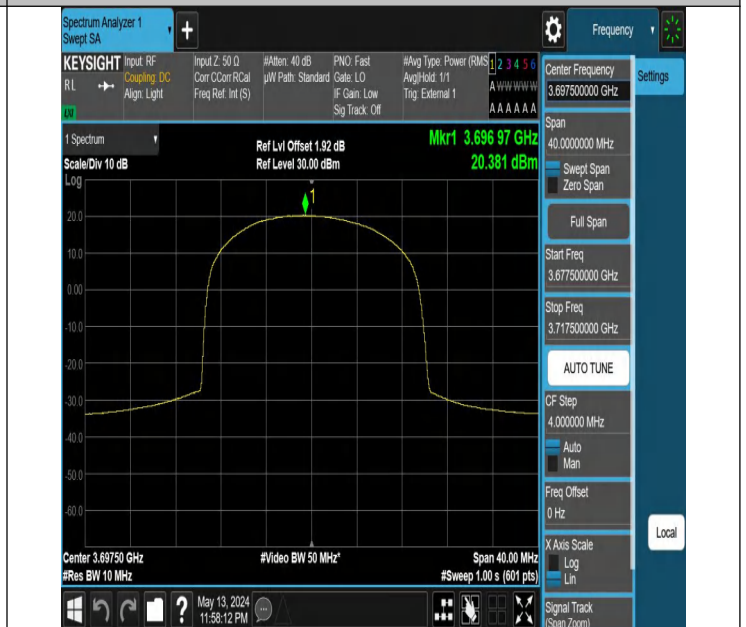 Spectrum Analyzer 1
Swept SA
+
Frequency
KEYSIGHT
RL
Input: RF
Coupling: DC
Align: Light
Input Z: 50 Ω
Corr CCorr RCal
Freq Ref: Int (S)
#Atten: 40 dB
µW Path: Standard
PNO: Fast
Gate: LO
IF Gain: Low
Sig Track: Off
#Avg Type: Power (RMS
Avg|Hold: 1/1
Trig: External 1
1 2 3 4 5 6
A W W W W W
A A A A A A
1 Spectrum
Scale/Div 10 dB
Log
Ref Lvl Offset 1.92 dB
Ref Level 30.00 dBm
Mkr1 3.696 97 GHz
20.381 dBm
1
20.0
10.0
0.00
-10.0
-20.0
-30.0
-40.0
-50.0
-60.0
Center 3.69750 GHz
#Res BW 10 MHz
#Video BW 50 MHz*
Span 40.00 MHz
#Sweep 1.00 s (601 pts)
?
May 13, 2024
11:58:12 PM
Center Frequency
3.697500000 GHz
Span
40.0000000 MHz
Swept Span
Zero Span
Full Span
Start Freq
3.677500000 GHz
Stop Freq
3.717500000 GHz
AUTO TUNE
CF Step
4.000000 MHz
Auto
Man
Freq Offset
0 Hz
X Axis Scale
Log
Lin
Signal Track
(Span Zoom)
Settings
Local